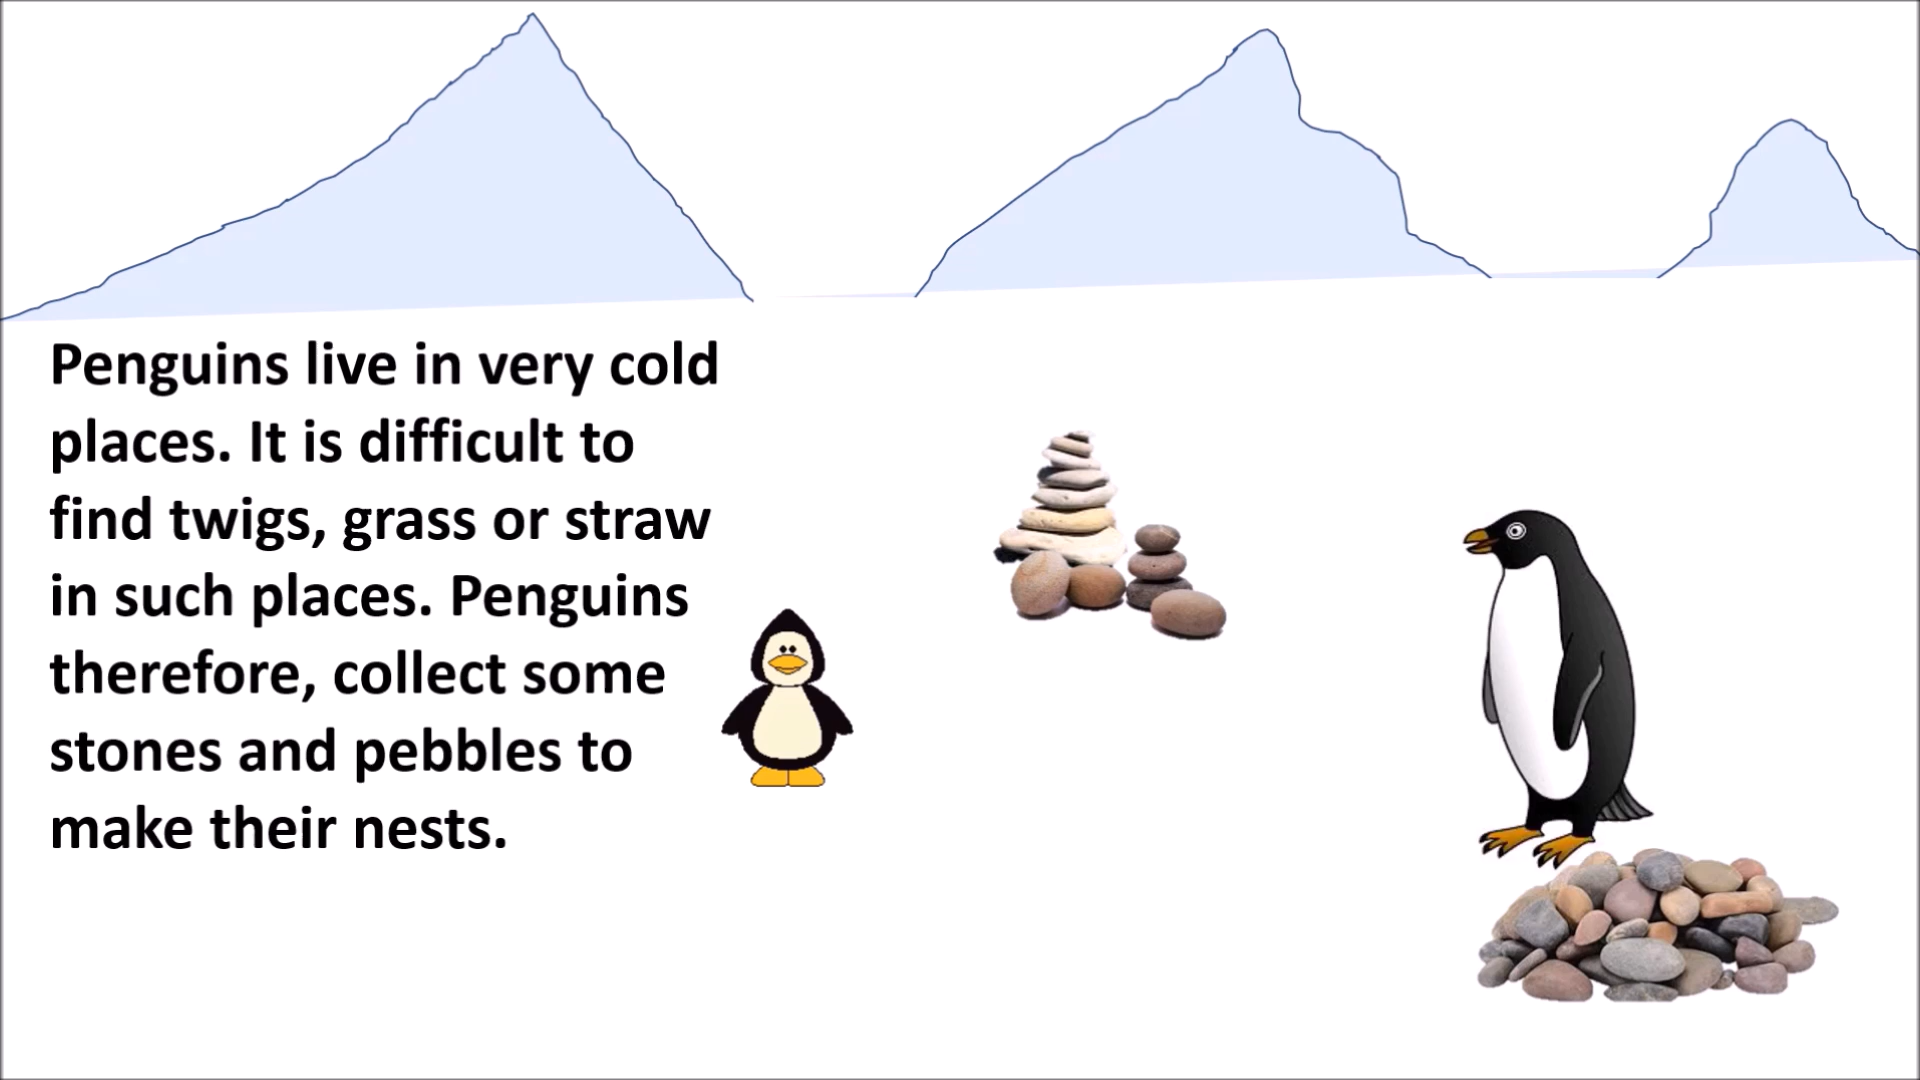 Penguins live in very cold
places. It is difficult to
find twigs, grass or straw
in such places. Penguins
therefore, collect some
stones and pebbles to
make their nests.